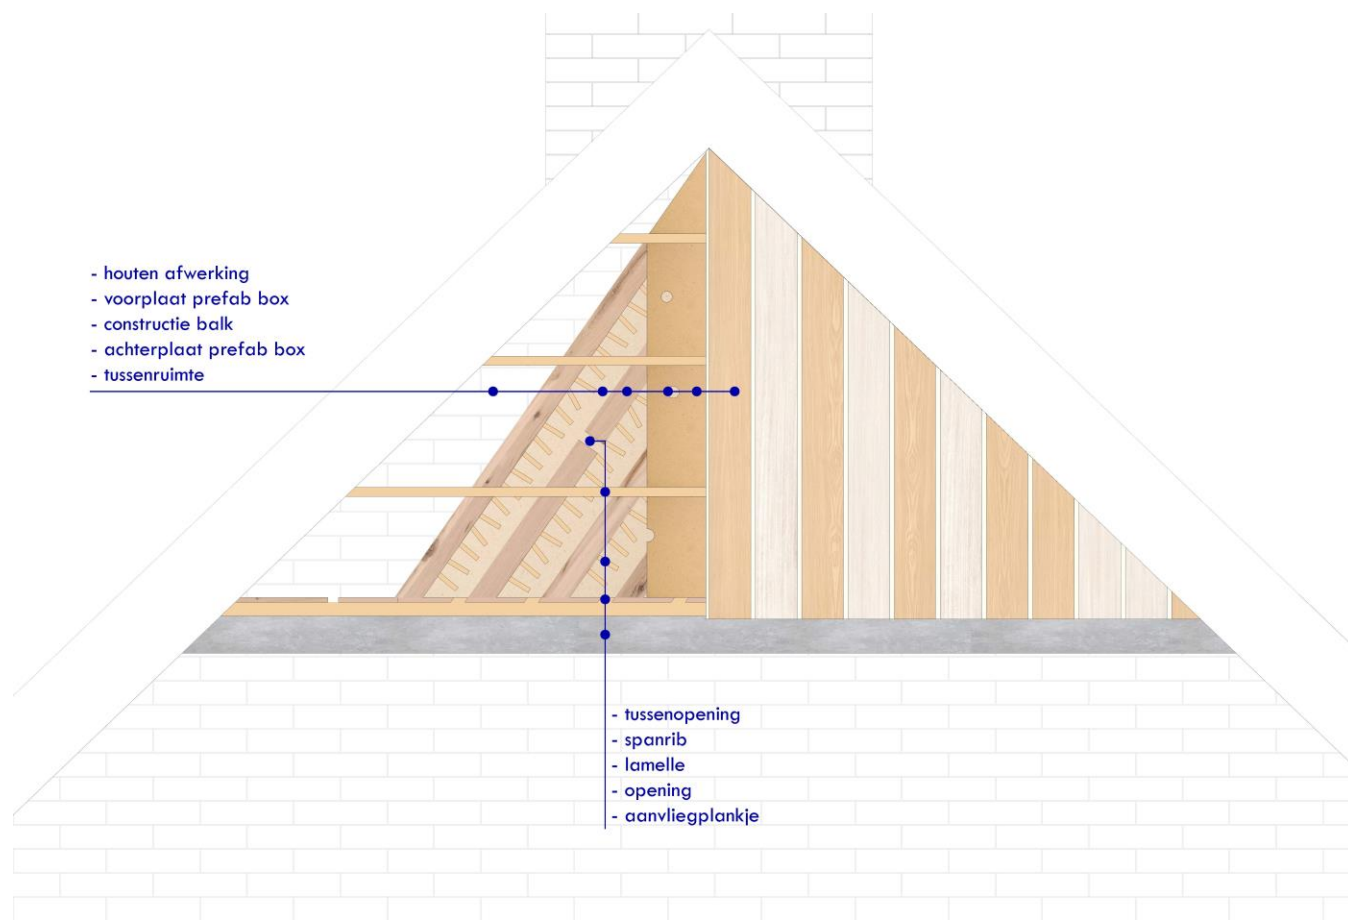 - houten afwerking
- voorplaat prefab box
- constructie balk
- achterplaat prefab box
- tussenruimte
- tussenopening
- spanrib
- lamelle
- opening
- aanvliegplankje